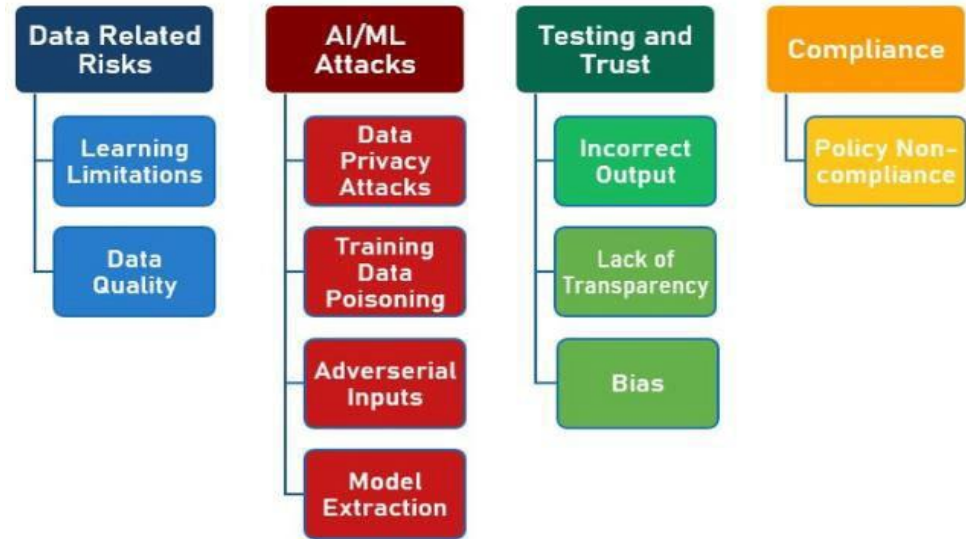 Data Related
Risks
Learning
Limitations
Data
Quality
AI/ML
Attacks
Data
Privacy
Attacks
Training
Data
Poisoning
Adverserial
Inputs
Model
Extraction
Testing and
Trust
Incorrect
Output
Lack of
Transparency
Bias
Compliance
Policy Non-
compliance